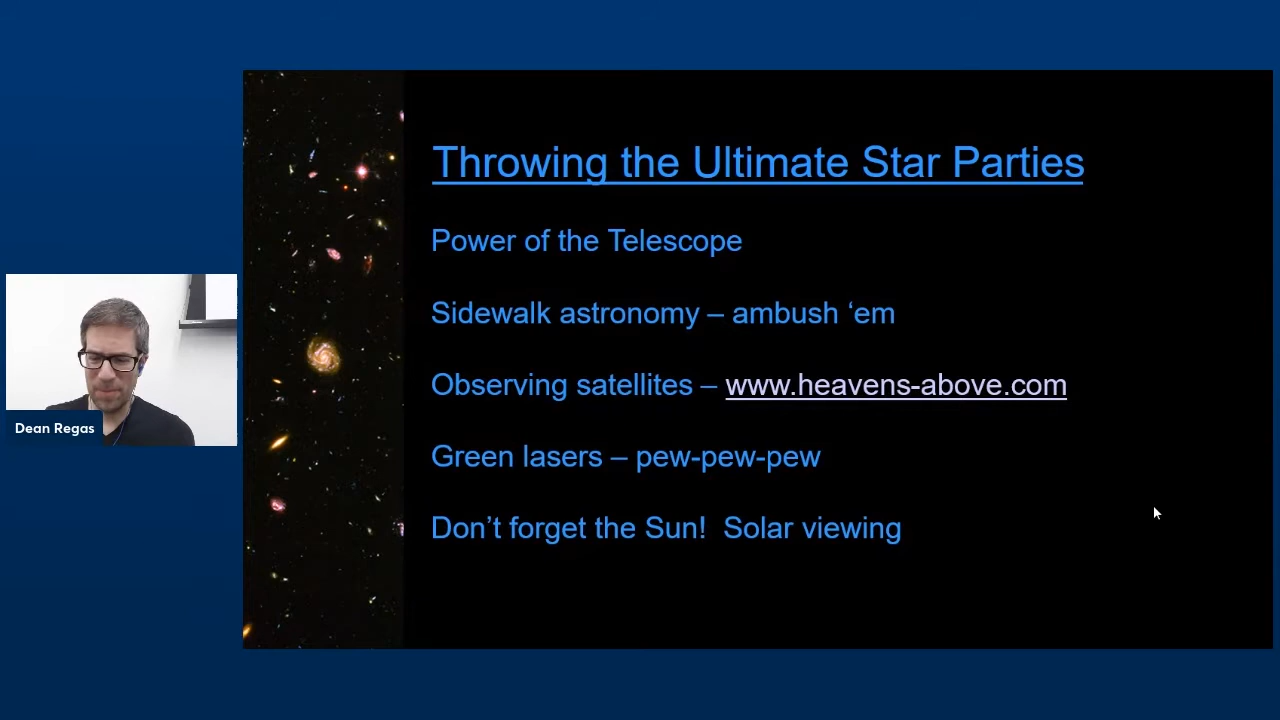 Throwing the Ultimate Star Parties
Power of the Telescope
Sidewalk astronomy – ambush ‘em
Observing satellites – www.heavens-above.com
Green lasers – pew-pew-pew
Don’t forget the Sun!  Solar viewing
Dean Regas